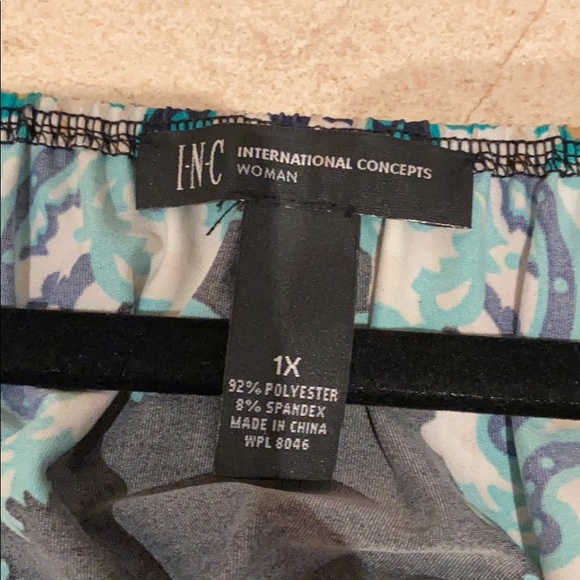 I·N·C INTERNATIONAL CONCEPTS
WOMAN
1X
92% POLYESTER
8% SPANDEX
MADE IN CHINA
WPL 8046